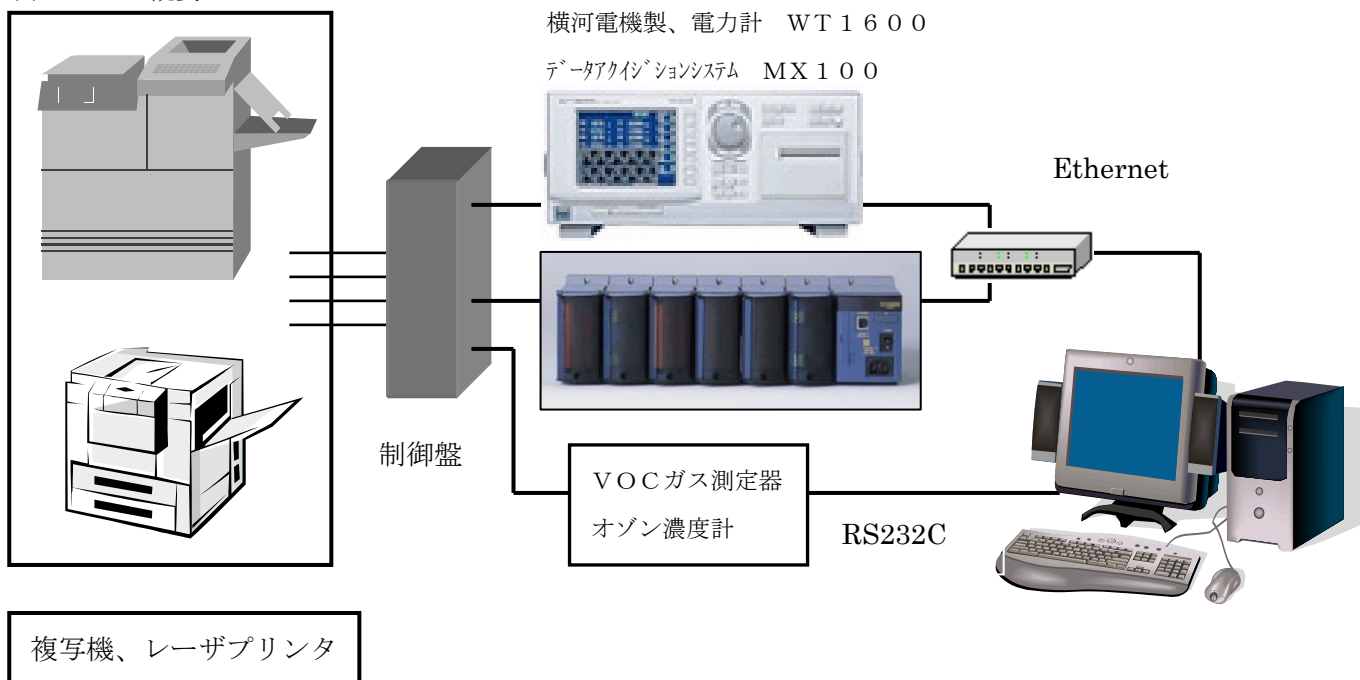 横河電機製、電力計　ＷＴ１６００
ﾃﾞｰﾀアクイジｼｮﾝｼｽﾃﾑ　ＭＸ１００
Ethernet
制御盤
ＶＯＣガス測定器
オゾン濃度計
RS232C
複写機、レーザプリンタ